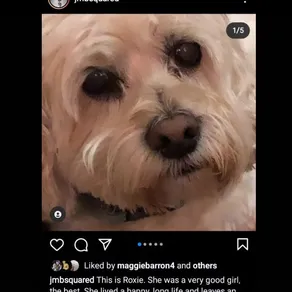 jmbsquared
1/5
Liked by maggiebarron4 and others
jmbsquared This is Roxie. She was a very good girl,
the best. She lived a happy, long life and leaves an